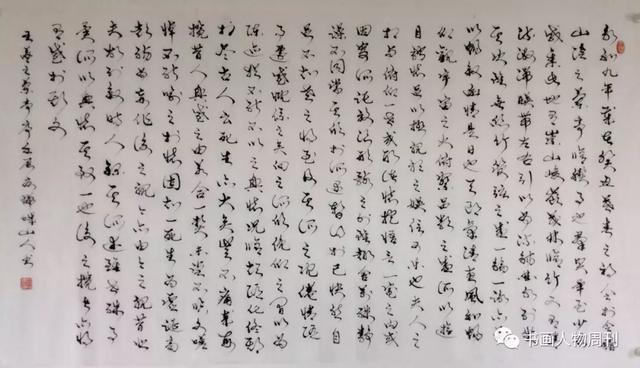 永和九年岁在癸丑暮春之初会于会稽
山阴之兰亭修禊事也群贤毕至少
长咸集此地有崇山峻岭茂林修竹又有清
流激湍映带左右引以为流觞曲水列坐
其次虽无丝竹管弦之盛一觞一咏亦足
以畅叙幽情是日也天朗气清惠风和畅
仰观宇宙之大俯察品类之盛所以游
目骋怀足以极视听之娱信可乐也夫人之
相与俯仰一世或取诸怀抱悟言一室之内或
因寄所托放浪形骸之外虽趣舍万殊静
躁不同当其欣于所遇暂得于己快然自
足不知老之将至及其所之既倦情随
事迁感慨系之矣向之所欣俯仰之间以为
陈迹犹不能不以之兴怀况修短随化终期
于尽古人云死生亦大矣岂不痛哉每
览昔人兴感之由若合一契未尝不临文嗟
悼不能喻之于怀固知一死生为虚诞齐
彭殇为妄作后之视今亦由今之视昔悲
夫故列叙时人录其所述虽世殊事
异所以兴怀其致一也后之览者亦将
有感于斯文
王羲之兰亭序 山人书
书画人物周刊